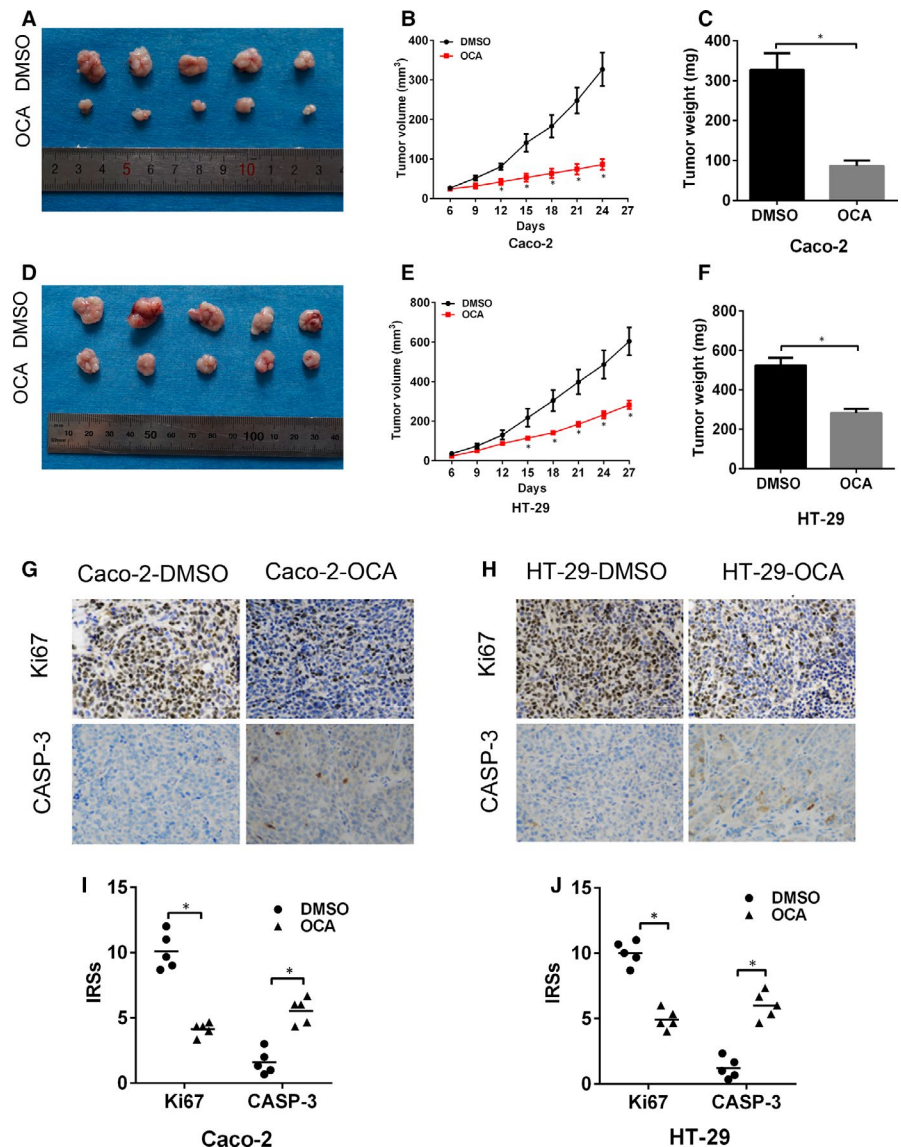 A
DMSO
OCA
2 3 4 5 6 7 8 9 10 1 2 3 4
B
DMSO
OCA
Tumor volume (mm³)
400
300
200
100
0
6 9 12 15 18 21 24 27
* * * * *
Days
Caco-2
C
Tumor weight (mg)
400
300
200
100
0
*
DMSO OCA
Caco-2
D
DMSO
OCA
10 20 30 40 50 60 70 80 90 100 10 20 30 40
E
DMSO
OCA
Tumor volume (mm³)
800
600
400
200
0
6 9 12 15 18 21 24 27
* * * * *
Days
HT-29
F
Tumor weight (mg)
800
600
400
200
0
*
DMSO OCA
HT-29
G
Caco-2-DMSO Caco-2-OCA
Ki67
CASP-3
H
HT-29-DMSO HT-29-OCA
Ki67
CASP-3
I
DMSO
OCA
IRSs
15
10
5
0
* *
Ki67 CASP-3
Caco-2
J
DMSO
OCA
IRSs
15
10
5
0
* *
Ki67 CASP-3
HT-29